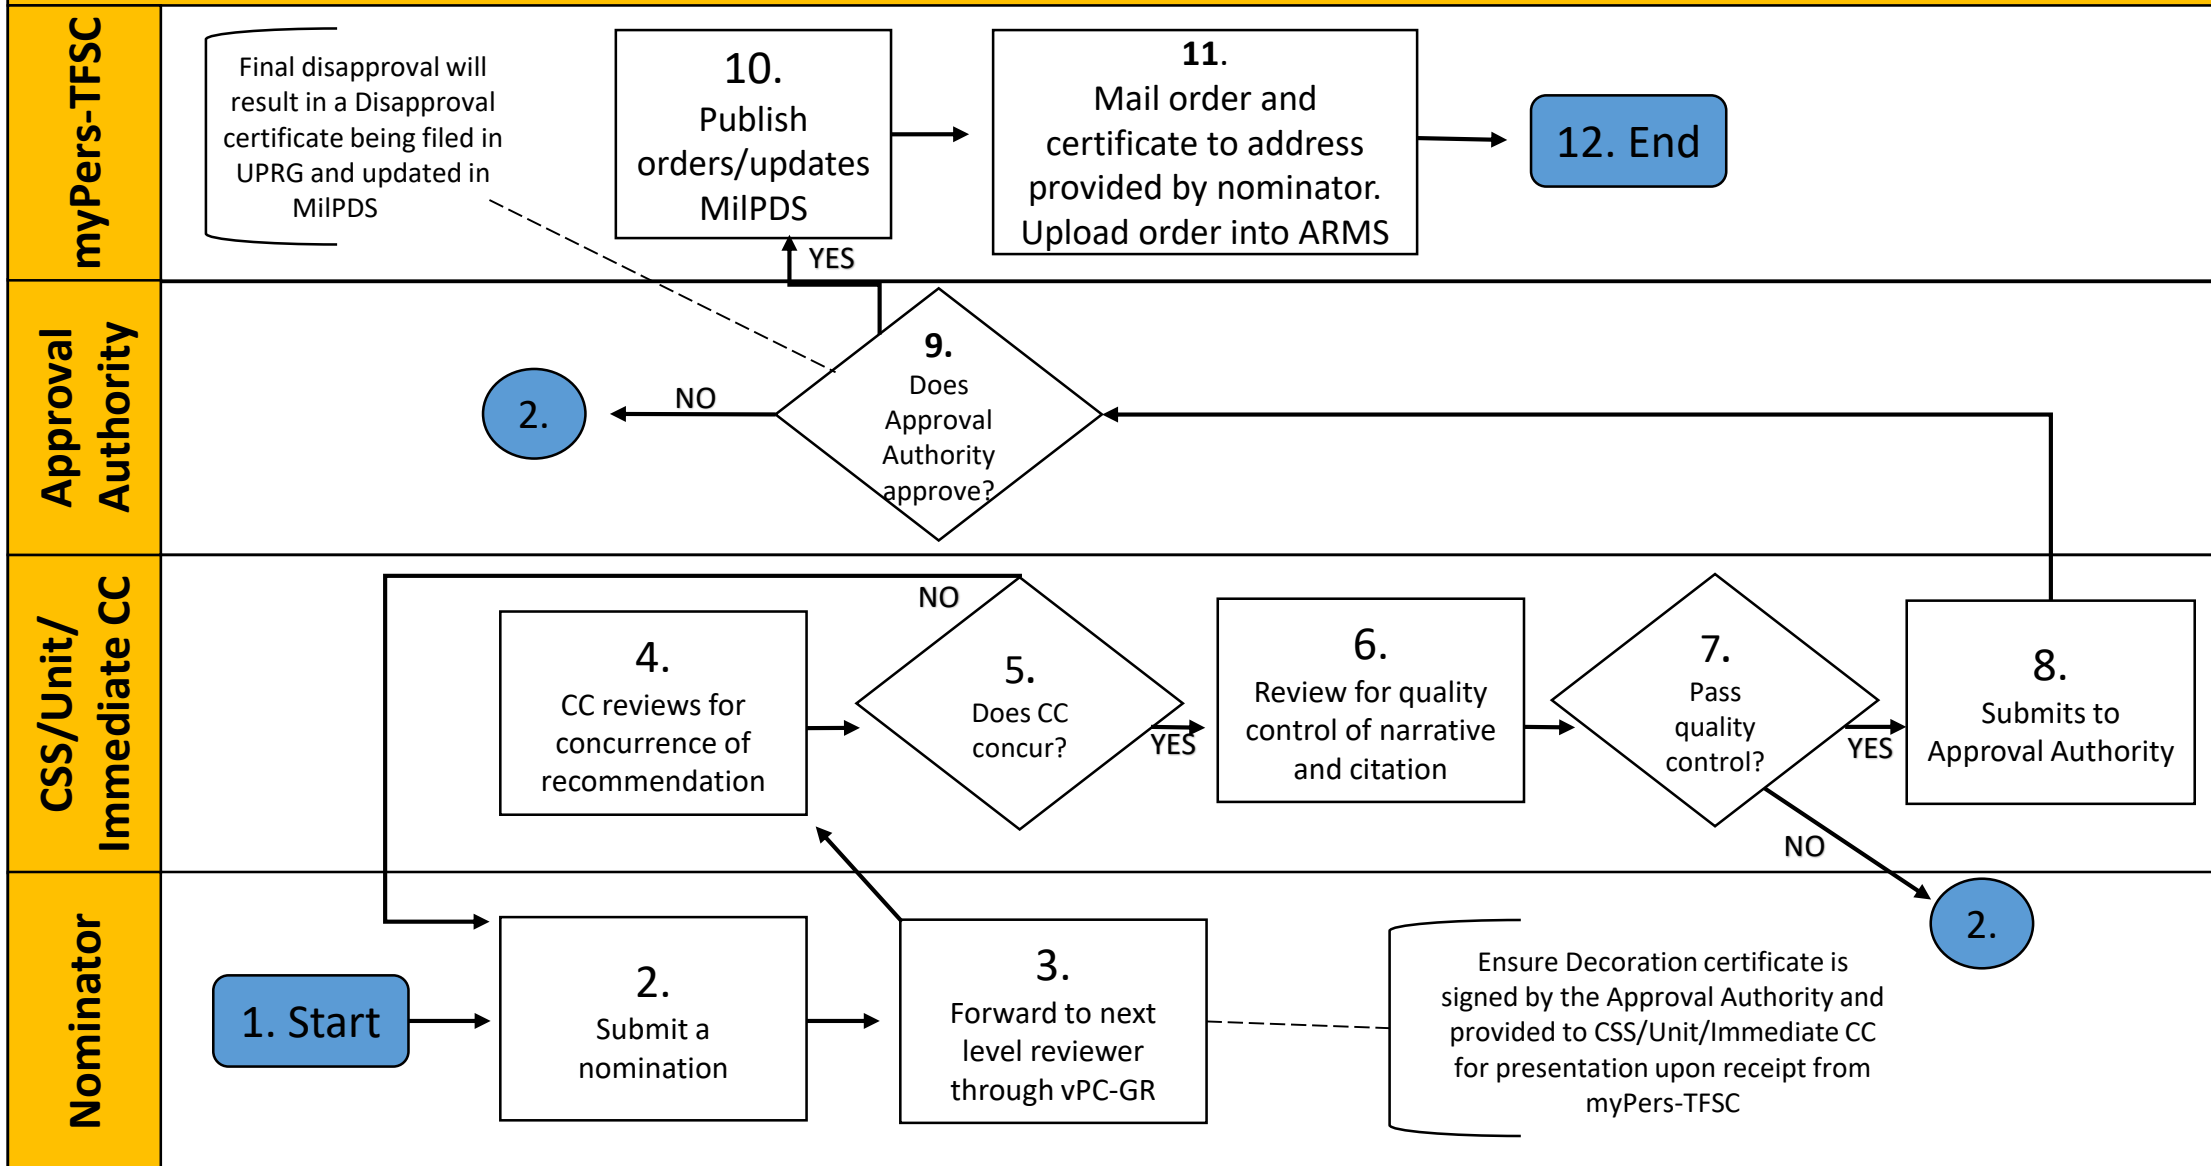 myPers-TFSC
Final disapproval will
result in a Disapproval
certificate being filed in
UPRG and updated in
MilPDS
10.
Publish
orders/updates
MilPDS
11.
Mail order and
certificate to address
provided by nominator.
Upload order into ARMS
12. End
YES
Approval
Authority
2.
NO
9.
Does
Approval
Authority
approve?
CSS/Unit/
Immediate CC
NO
4.
CC reviews for
concurrence of
recommendation
5.
Does CC
concur?
YES
6.
Review for quality
control of narrative
and citation
7.
Pass
quality
control?
YES
NO
8.
Submits to
Approval Authority
Nominator
1. Start
2.
Submit a
nomination
3.
Forward to next
level reviewer
through vPC-GR
Ensure Decoration certificate is
signed by the Approval Authority and
provided to CSS/Unit/Immediate CC
for presentation upon receipt from
myPers-TFSC
2.